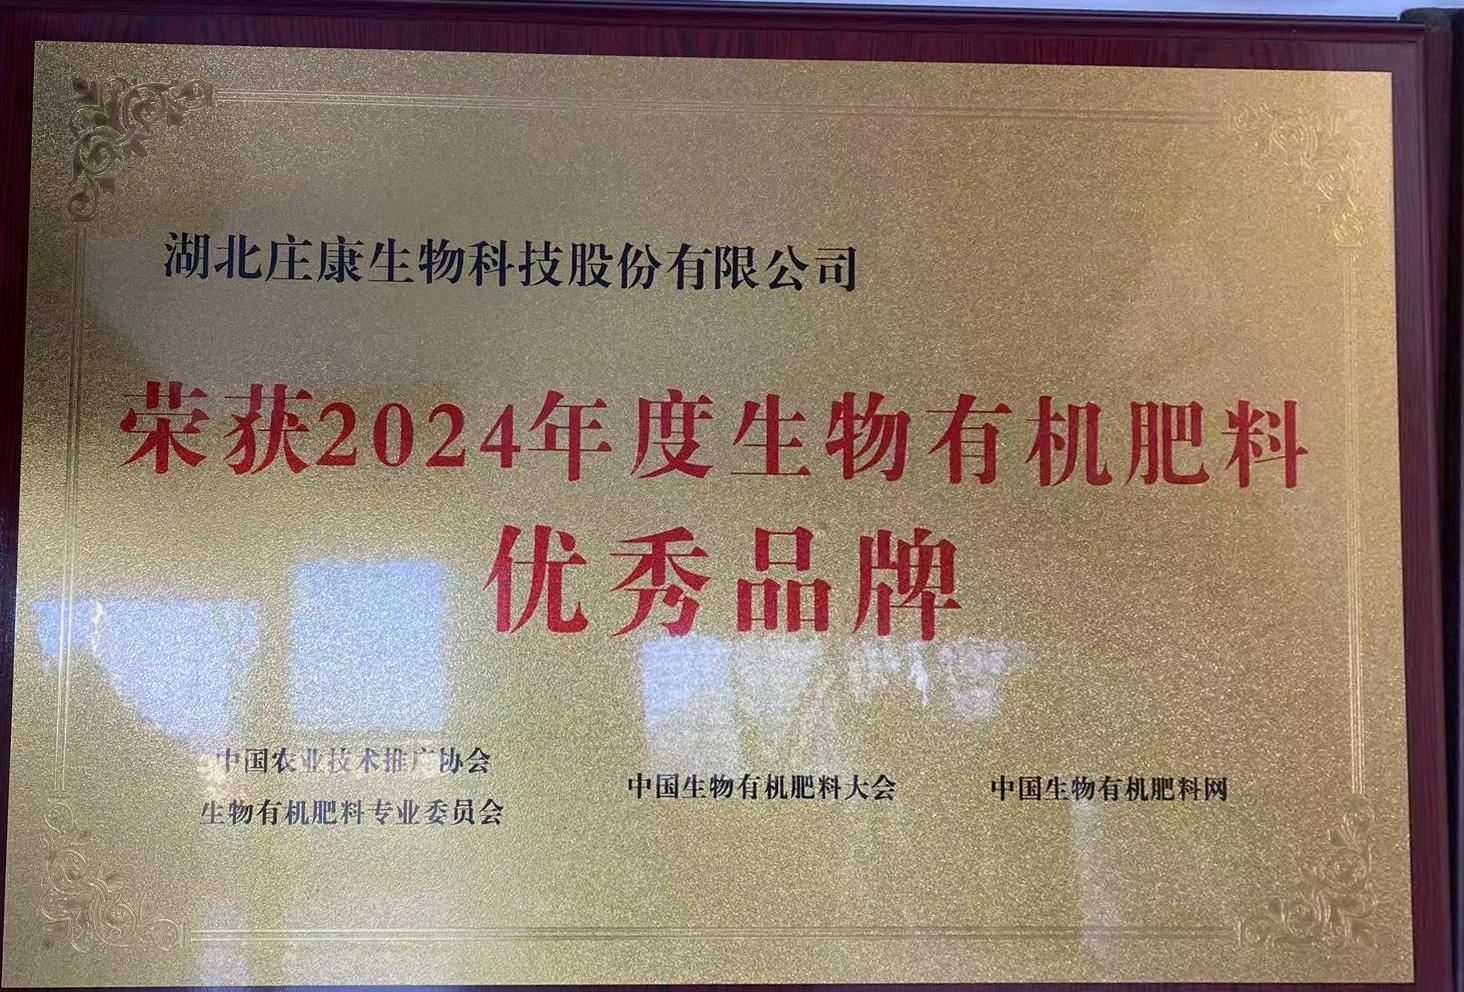 湖北庄康生物科技股份有限公司
荣获2024年度生物有机肥料
优秀品牌
中国农业技术推广协会
生物有机肥料专业委员会
中国生物有机肥料大会
中国生物有机肥料网